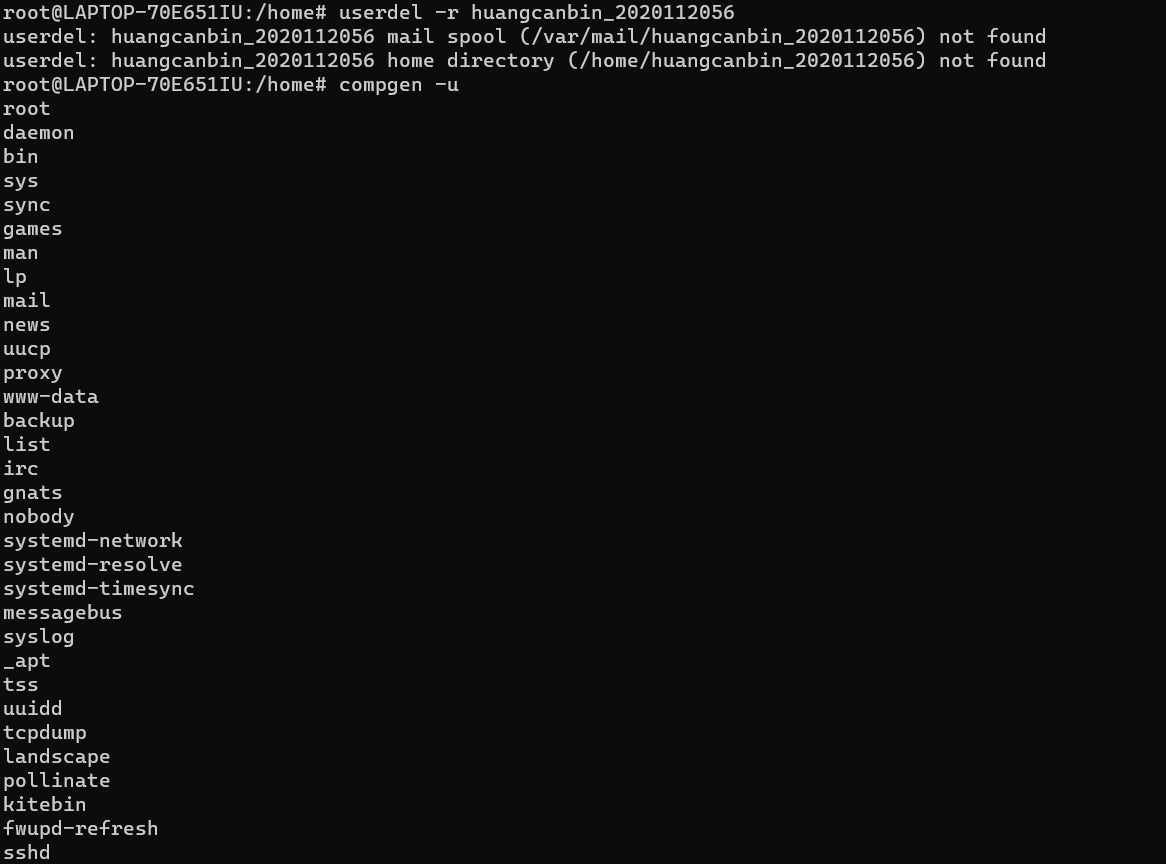 root@LAPTOP-70E651IU:/home# userdel -r huangcanbin_2020112056
userdel: huangcanbin_2020112056 mail spool (/var/mail/huangcanbin_2020112056) not found
userdel: huangcanbin_2020112056 home directory (/home/huangcanbin_2020112056) not found
root@LAPTOP-70E651IU:/home# compgen -u
root
daemon
bin
sys
sync
games
man
lp
mail
news
uucp
proxy
www-data
backup
list
irc
gnats
nobody
systemd-network
systemd-resolve
systemd-timesync
messagebus
syslog
_apt
tss
uuidd
tcpdump
landscape
pollinate
kitebin
fwupd-refresh
sshd